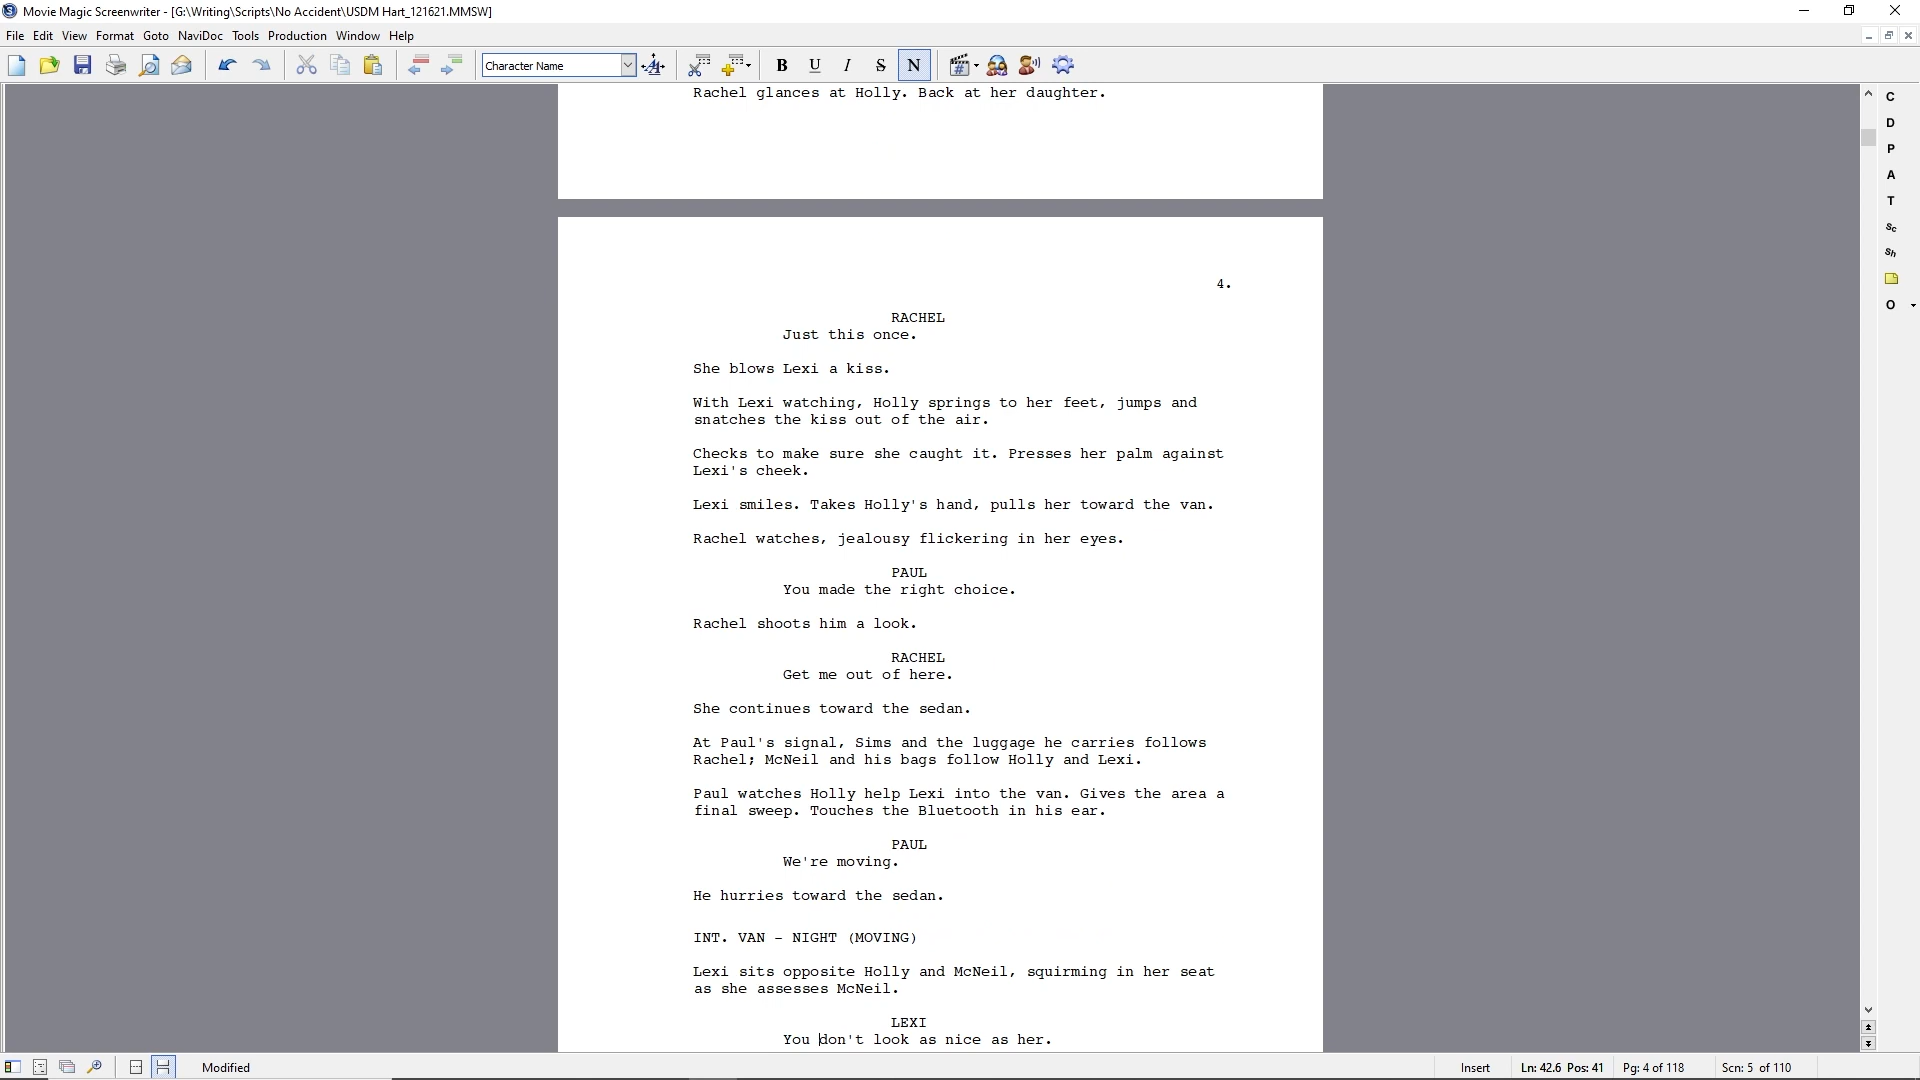 Movie Magic Screenwriter - [G:\Writing\Scripts\No Accident\USDM Hart_121621.MMSW]
File Edit View Format Goto NaviDoc Tools Production Window Help
Character Name
B U I S N
C
D
P
A
T
Sc
Sh
O
Rachel glances at Holly. Back at her daughter.
4.
RACHEL
Just this once.
She blows Lexi a kiss.
With Lexi watching, Holly springs to her feet, jumps and
snatches the kiss out of the air.
Checks to make sure she caught it. Presses her palm against
Lexi's cheek.
Lexi smiles. Takes Holly's hand, pulls her toward the van.
Rachel watches, jealousy flickering in her eyes.
PAUL
You made the right choice.
Rachel shoots him a look.
RACHEL
Get me out of here.
She continues toward the sedan.
At Paul's signal, Sims and the luggage he carries follows
Rachel; McNeil and his bags follow Holly and Lexi.
Paul watches Holly help Lexi into the van. Gives the area a
final sweep. Touches the Bluetooth in his ear.
PAUL
We're moving.
He hurries toward the sedan.
INT. VAN - NIGHT (MOVING)
Lexi sits opposite Holly and McNeil, squirming in her seat
as she assesses McNeil.
LEXI
You don't look as nice as her.
Modified
Insert Ln: 42.6 Pos: 41 Pg: 4 of 118 Scn: 5 of 110